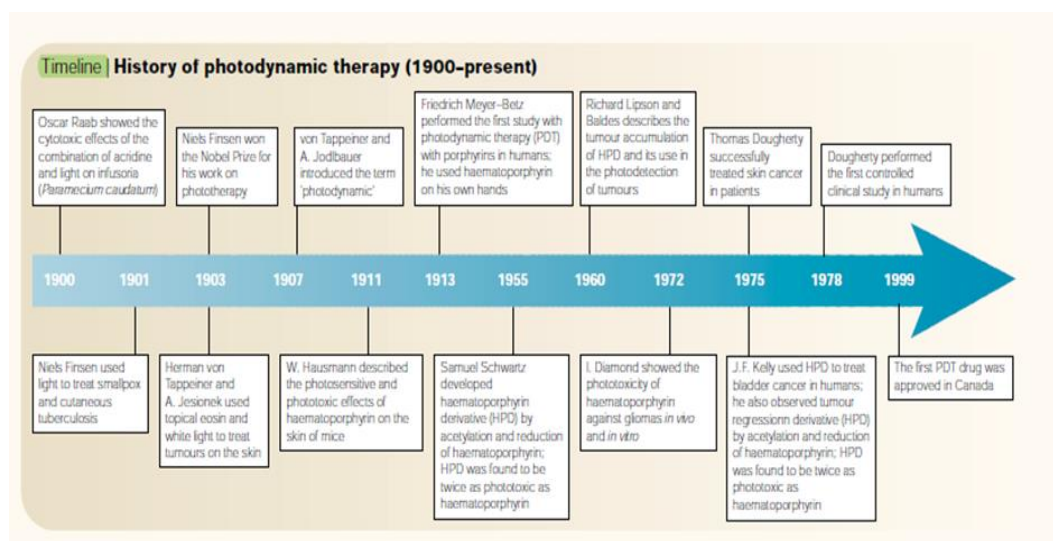 Timeline | History of photodynamic therapy (1900–present)
Oscar Raab showed the
cytotoxic effects of the
combination of acridine
and light on infusoria
(Paramecium caudatum)
Niels Finsen won
the Nobel Prize for
his work on
phototherapy
von Tappeiner and
A. Jodlbauer
introduced the term
'photodynamic'
Friedrich Meyer–Betz
performed the first study with
photodynamic therapy (PDT)
with porphyrins in humans;
he used haematoporphyrin
on his own hands
Richard Lipson and
Baldes describes the
tumour accumulation
of HPD and its use in
the photodetection
of tumours
Thomas Dougherty
successfully
treated skin cancer
in patients
Dougherty performed
the first controlled
clinical study in humans
1900 1901 1903 1907 1911 1913 1955 1960 1972 1975 1978 1999
Niels Finsen used
light to treat smallpox
and cutaneous
tuberculosis
Herman von
Tappeiner and
A. Jesionek used
topical eosin and
white light to treat
tumours on the skin
W. Hausmann described
the photosensitive and
phototoxic effects of
haematoporphyrin on the
skin of mice
Samuel Schwartz
developed
haematoporphyrin
derivative (HPD) by
acetylation and reduction
of haematoporphyrin;
HPD was found to be
twice as phototoxic as
haematoporphyrin
I. Diamond showed the
phototoxicity of
haematoporphyrin
against gliomas in vivo
and in vitro
J.F. Kelly used HPD to treat
bladder cancer in humans;
he also observed tumour
regressionn derivative (HPD)
by acetylation and reduction
of haematoporphyrin; HPD
was found to be twice as
phototoxic as
haematoporphyrin
The first PDT drug was
approved in Canada